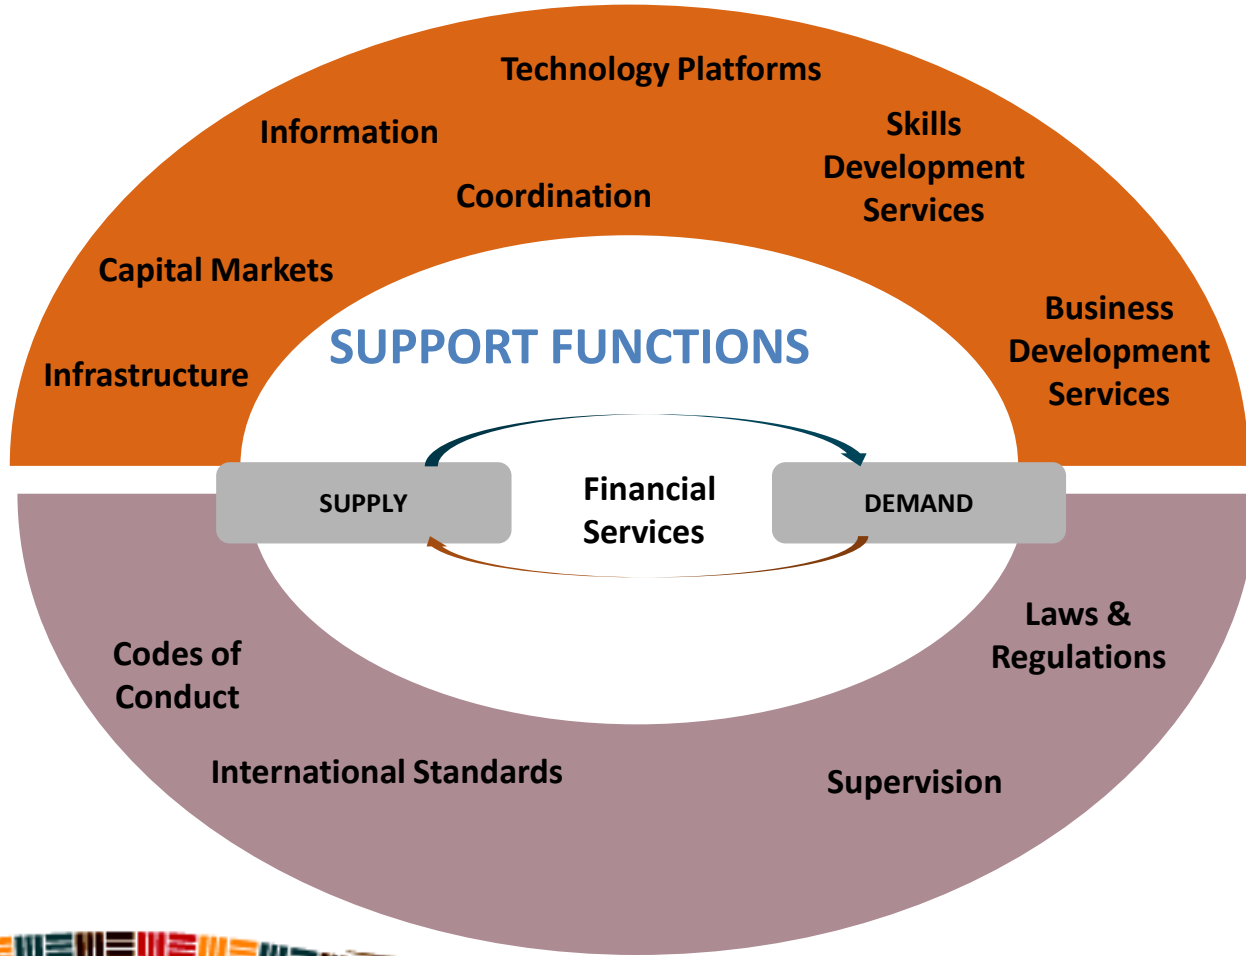 Technology Platforms
Information
Skills
Development
Services
Coordination
Capital Markets
Business
Development
Services
SUPPORT FUNCTIONS
Infrastructure
SUPPLY
Financial
Services
DEMAND
Laws &
Regulations
Codes of
Conduct
International Standards
Supervision